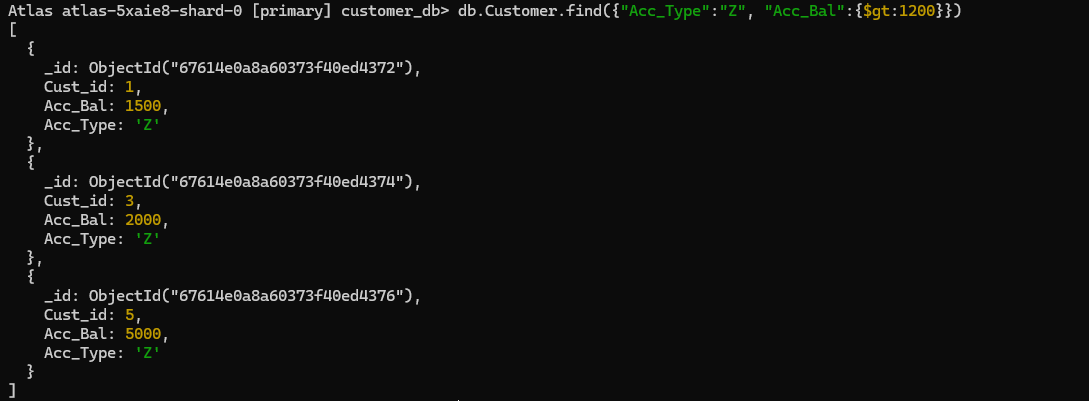 Atlas atlas-5xaie8-shard-0 [primary] customer_db> db.Customer.find({"Acc_Type":"Z", "Acc_Bal":{$gt:1200}})
[
  {
    _id: ObjectId("67614e0a8a60373f40ed4372"),
    Cust_id: 1,
    Acc_Bal: 1500,
    Acc_Type: 'Z'
  },
  {
    _id: ObjectId("67614e0a8a60373f40ed4374"),
    Cust_id: 3,
    Acc_Bal: 2000,
    Acc_Type: 'Z'
  },
  {
    _id: ObjectId("67614e0a8a60373f40ed4376"),
    Cust_id: 5,
    Acc_Bal: 5000,
    Acc_Type: 'Z'
  }
]